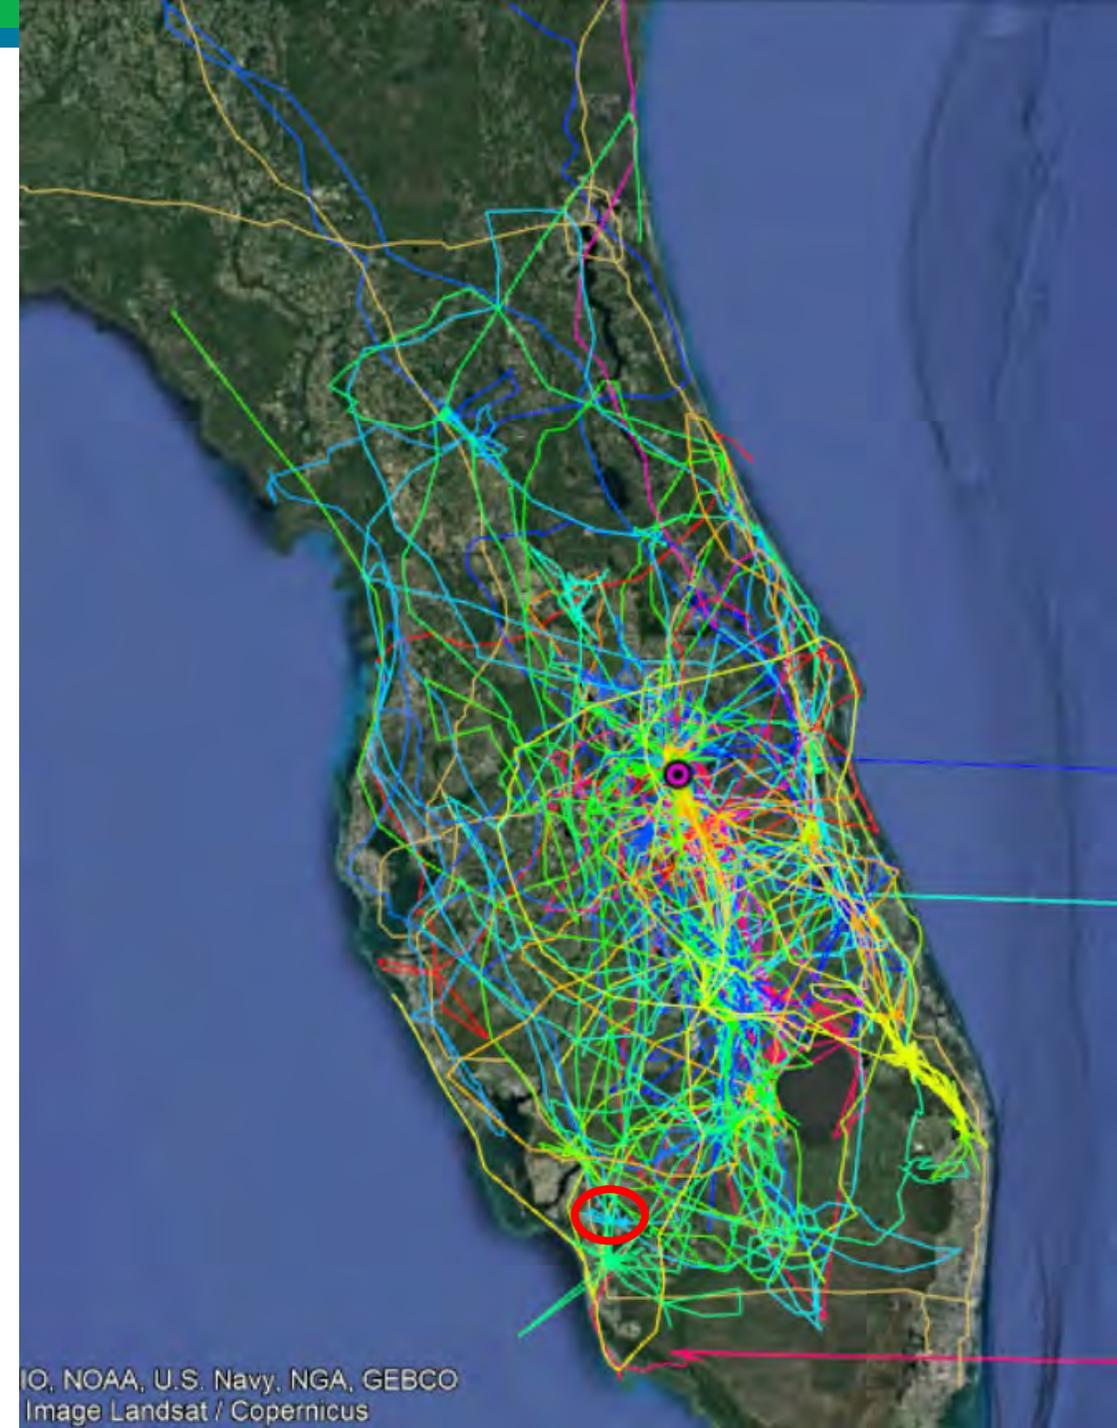 IO, NOAA, U.S. Navy, NGA, GEBCO
Image Landsat / Copernicus